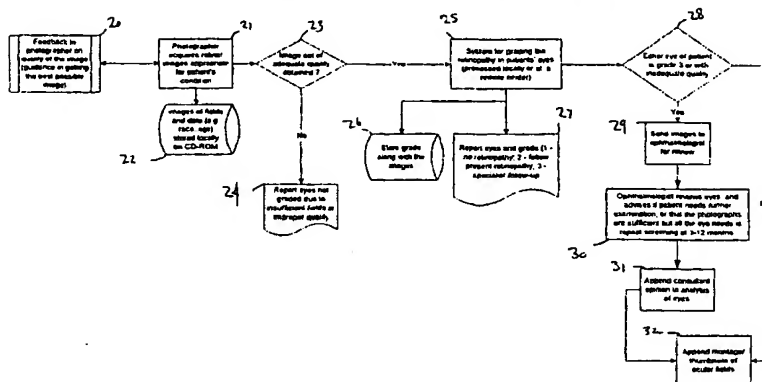 20
Feedback to
photographer on
quality of the image
(guidance in getting
the best possible
image)
21
Photographer
acquires retinal
images appropriate
for patient's
condition
22
Images of fields
and data (e.g.
race, age)
stored locally
on CD-ROM
23
Image set of
adequate quality
obtained ?
Yes
No
24
Report eyes not
graded due to
insufficient fields or
improper quality
25
System for grading
retinopathy in patients' eyes
(processed locally or at a
remote center)
26
Store grade
along with the
images
27
Report eyes and grade (1 -
no retinopathy; 2 - follow
present retinopathy, 3 -
specialist follow-up
28
Either eye of patient
is grade 3 or with
inadequate quality
Yes
29
Send images to
ophthalmologist for
review
30
Ophthalmologist reviews eyes and
advises if patient needs further
examination, or that the photographs
are sufficient but all the eye needs is
repeat screening at 3-12 months
31
Append consultant
opinion in analysis
of eyes
32
Append montage/
thumbnails of
ocular fields